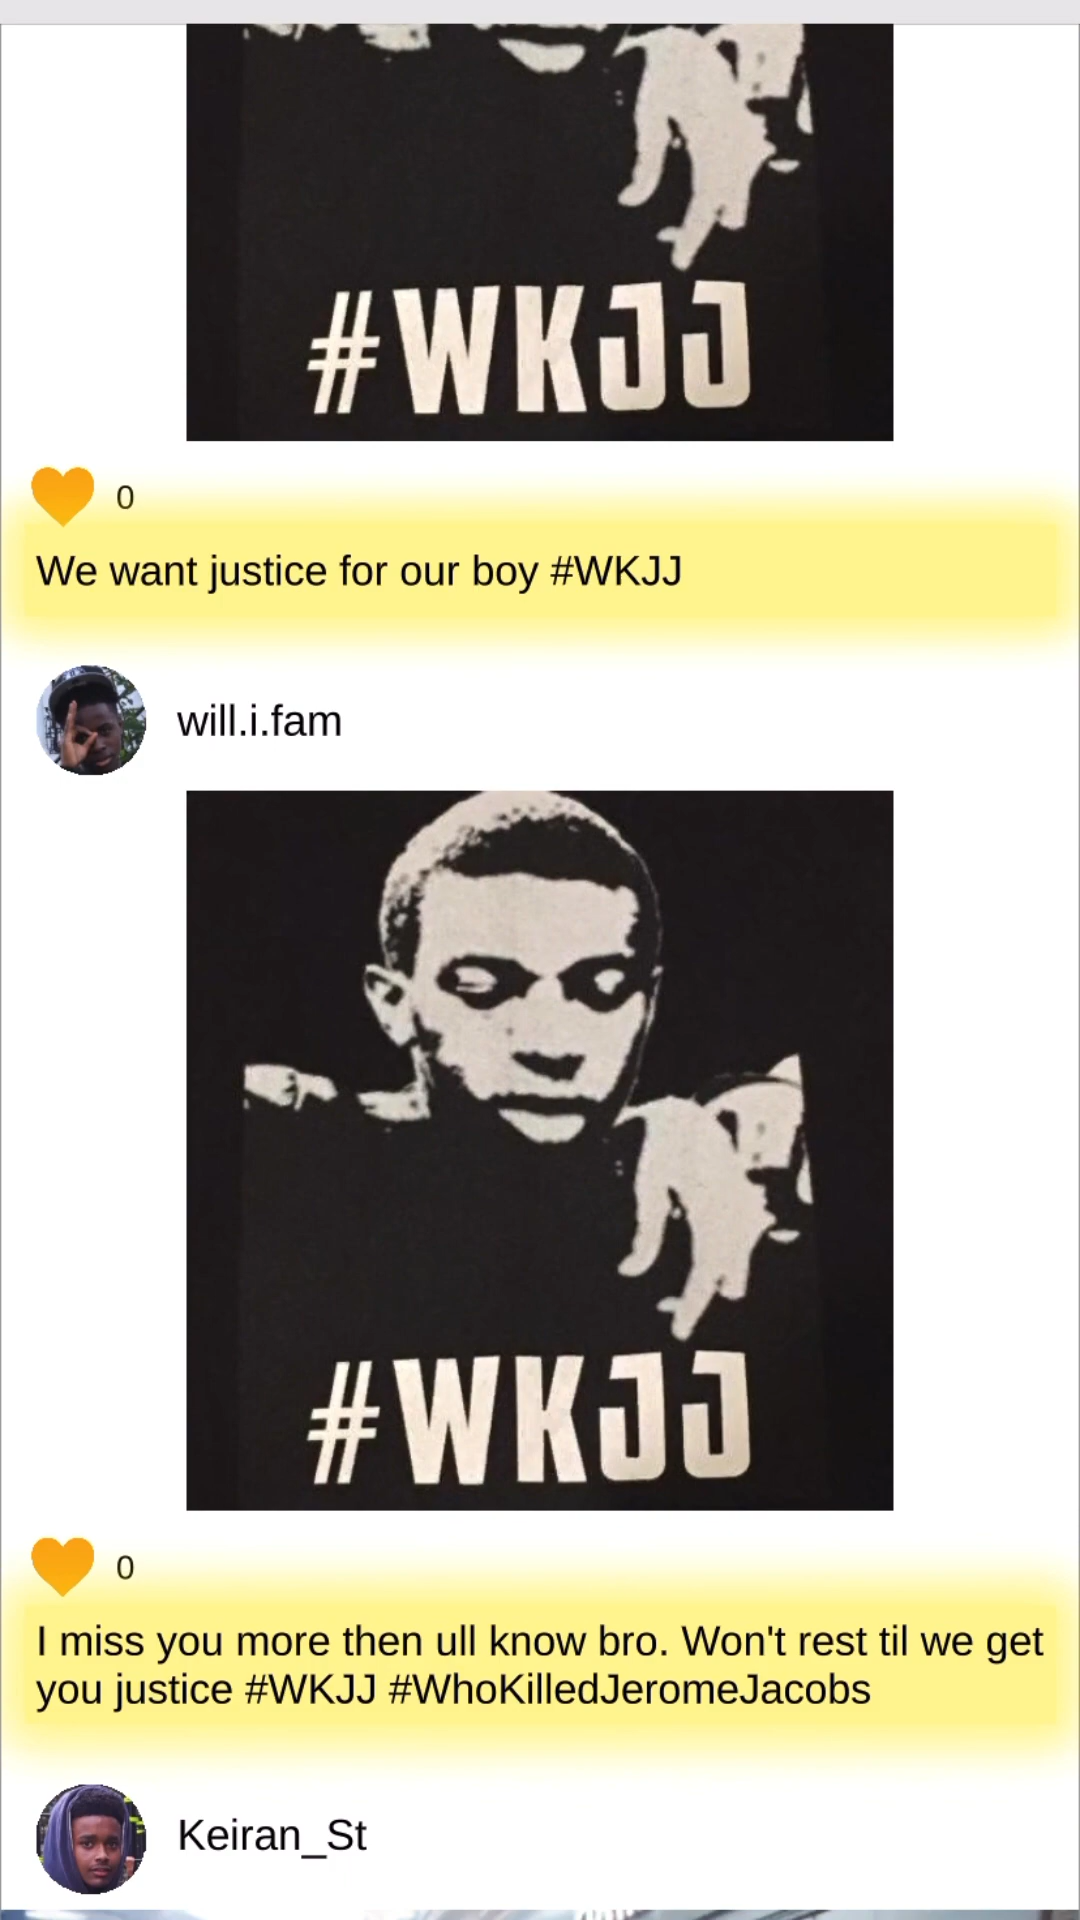 #WKJJ
0
We want justice for our boy #WKJJ
will.i.fam
#WKJJ
0
I miss you more then ull know bro. Won't rest til we get
you justice #WKJJ #WhoKilledJeromeJacobs
Keiran_St